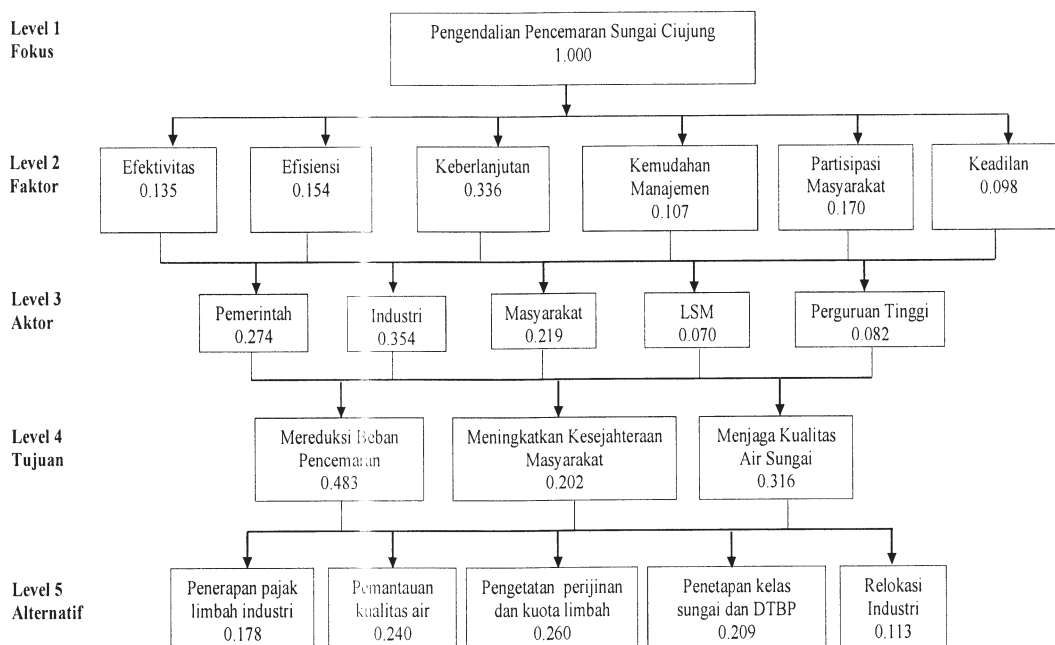 Level 1
Fokus
Pengendalian Pencemaran Sungai Ciujung
1.000
Level 2
Faktor
Efektivitas
0.135
Efisiensi
0.154
Keberlanjutan
0.336
Kemudahan
Manajemen
0.107
Partisipasi
Masyarakat
0.170
Keadilan
0.098
Level 3
Aktor
Pemerintah
0.274
Industri
0.354
Masyarakat
0.219
LSM
0.070
Perguruan Tinggi
0.082
Level 4
Tujuan
Mereduksi Beban
Pencemaran
0.483
Meningkatkan Kesejahteraan
Masyarakat
0.202
Menjaga Kualitas
Air Sungai
0.316
Level 5
Alternatif
Penerapan pajak
limbah industri
0.178
Pemantauan
kualitas air
0.240
Pengetatan perijinan
dan kuota limbah
0.260
Penetapan kelas
sungai dan DTBP
0.209
Relokasi
Industri
0.113